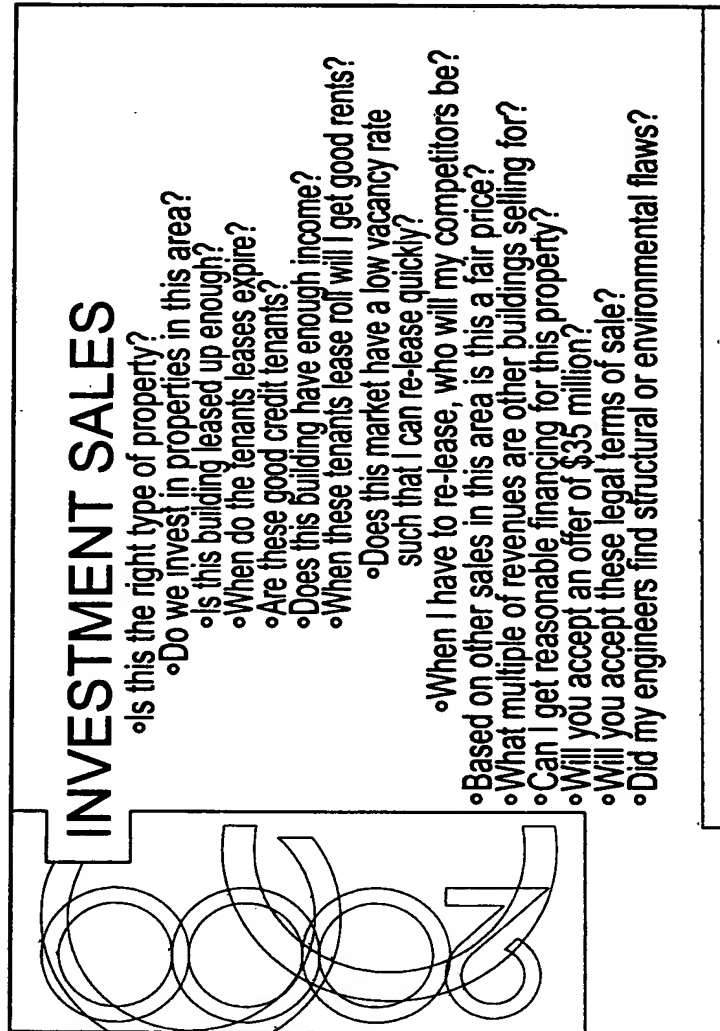 INVESTMENT SALES
∘Is this the right type of property?
∘Do we invest in properties in this area?
∘Is this building leased up enough?
∘When do the tenants leases expire?
∘Are these good credit tenants?
∘Does this building have enough income?
∘When these tenants lease roll will I get good rents?
∘Does this market have a low vacancy rate
such that I can re-lease quickly?
∘When I have to re-lease, who will my competitors be?
∘Based on other sales in this area is this a fair price?
∘What multiple of revenues are other buildings selling for?
∘Can I get reasonable financing for this property?
∘Will you accept an offer of $35 million?
∘Will you accept these legal terms of sale?
∘Did my engineers find structural or environmental flaws?